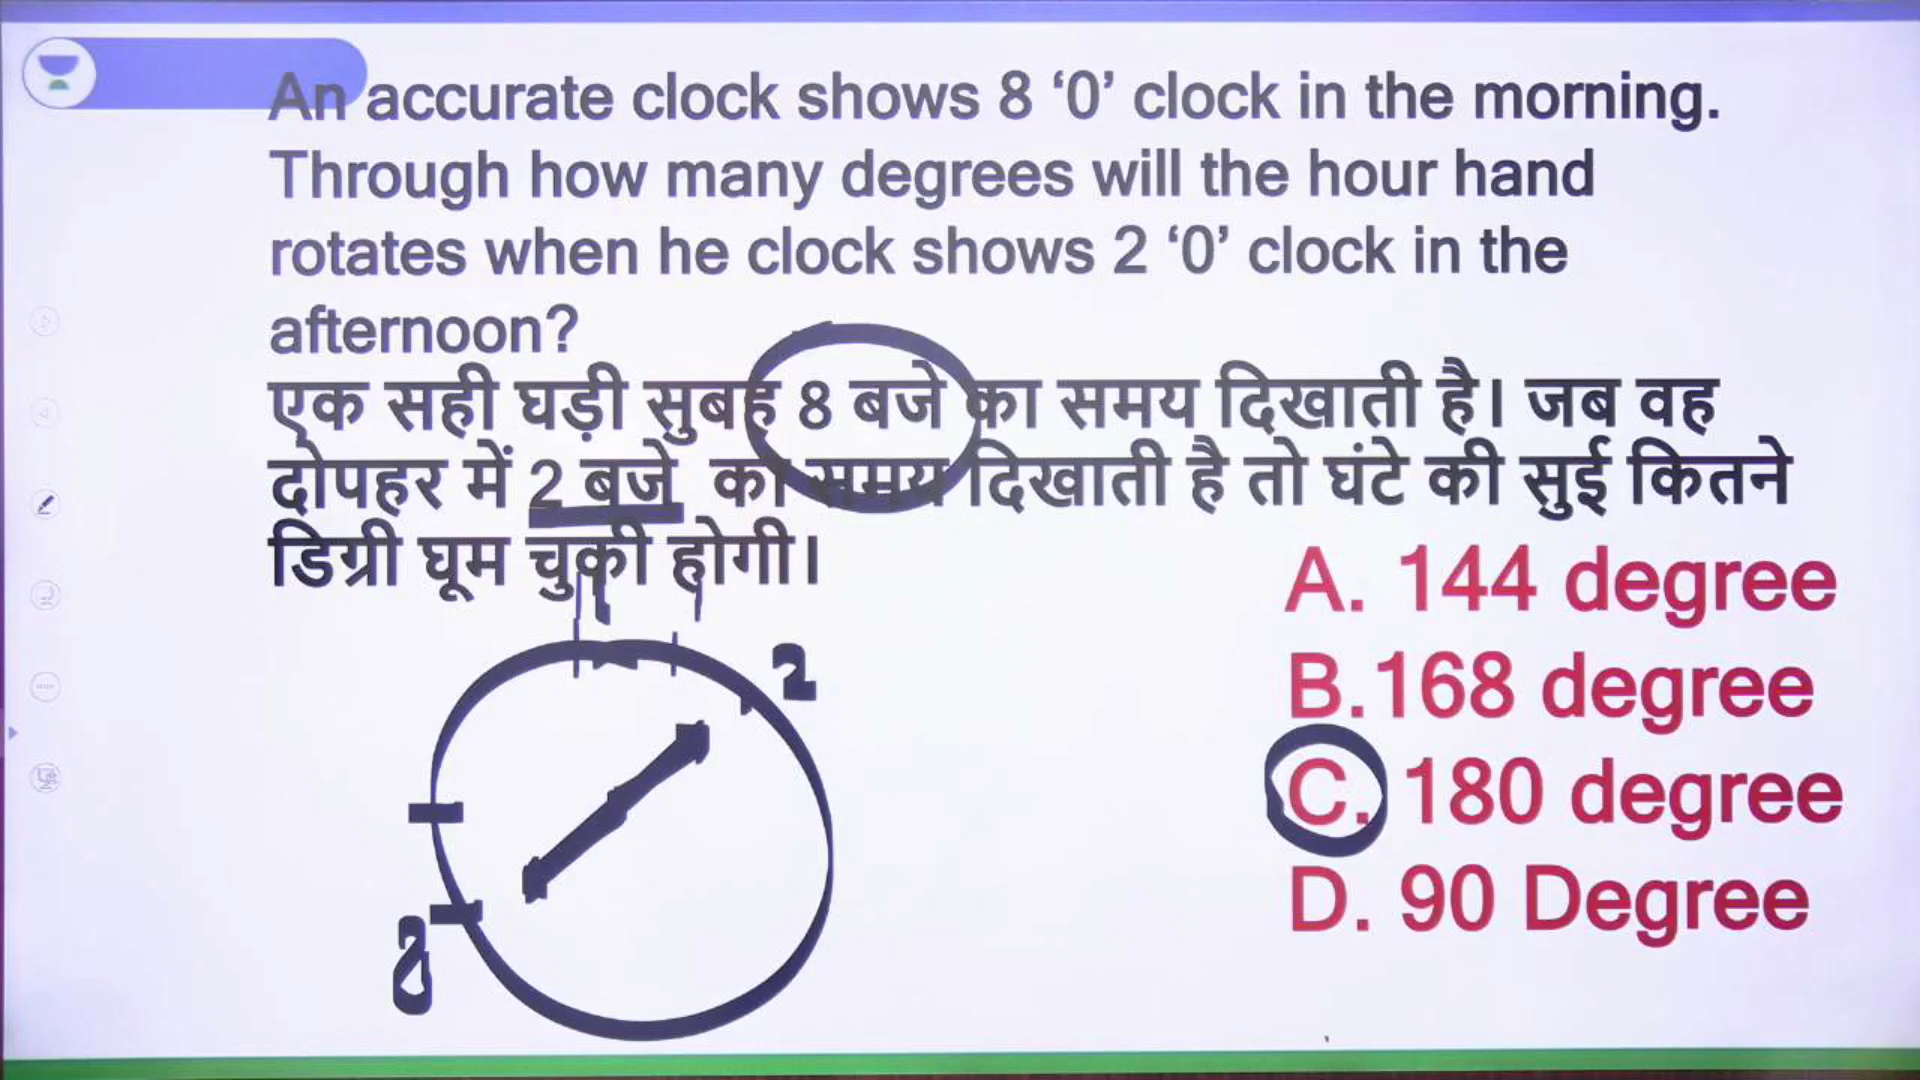 An accurate clock shows 8 ‘0’ clock in the morning.
Through how many degrees will the hour hand
rotates when he clock shows 2 ‘0’ clock in the
afternoon?
एक सही घड़ी सुबह 8 बजे का समय दिखाती है। जब वह
दोपहर में 2 बजे का समय दिखाती है तो घंटे की सुई कितने
डिग्री घूम चुकी होगी।
A. 144 degree
B.168 degree
C. 180 degree
D. 90 Degree
2
8